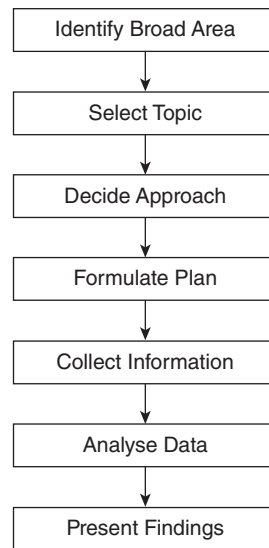 Identify Broad Area
Select Topic
Decide Approach
Formulate Plan
Collect Information
Analyse Data
Present Findings